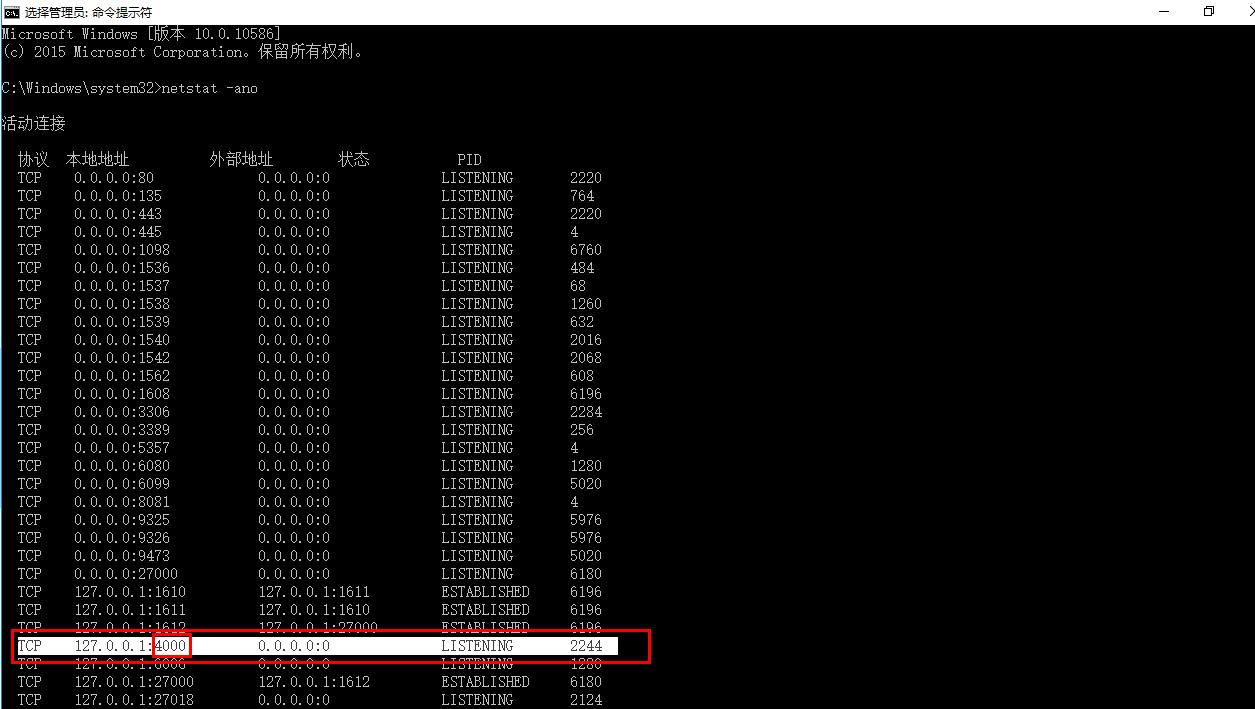 选择管理员: 命令提示符
Microsoft Windows [版本 10.0.10586]
(c) 2015 Microsoft Corporation。保留所有权利。
C:\Windows\system32>netstat -ano
活动连接
协议 本地地址 外部地址 状态 PID
TCP 0.0.0.0:80 0.0.0.0:0 LISTENING 2220
TCP 0.0.0.0:135 0.0.0.0:0 LISTENING 764
TCP 0.0.0.0:443 0.0.0.0:0 LISTENING 2220
TCP 0.0.0.0:445 0.0.0.0:0 LISTENING 4
TCP 0.0.0.0:1098 0.0.0.0:0 LISTENING 6760
TCP 0.0.0.0:1536 0.0.0.0:0 LISTENING 484
TCP 0.0.0.0:1537 0.0.0.0:0 LISTENING 68
TCP 0.0.0.0:1538 0.0.0.0:0 LISTENING 1260
TCP 0.0.0.0:1539 0.0.0.0:0 LISTENING 632
TCP 0.0.0.0:1540 0.0.0.0:0 LISTENING 2016
TCP 0.0.0.0:1542 0.0.0.0:0 LISTENING 2068
TCP 0.0.0.0:1562 0.0.0.0:0 LISTENING 608
TCP 0.0.0.0:1608 0.0.0.0:0 LISTENING 6196
TCP 0.0.0.0:3306 0.0.0.0:0 LISTENING 2284
TCP 0.0.0.0:3389 0.0.0.0:0 LISTENING 256
TCP 0.0.0.0:5357 0.0.0.0:0 LISTENING 4
TCP 0.0.0.0:6080 0.0.0.0:0 LISTENING 1280
TCP 0.0.0.0:6099 0.0.0.0:0 LISTENING 5020
TCP 0.0.0.0:8081 0.0.0.0:0 LISTENING 4
TCP 0.0.0.0:9325 0.0.0.0:0 LISTENING 5976
TCP 0.0.0.0:9326 0.0.0.0:0 LISTENING 5976
TCP 0.0.0.0:9473 0.0.0.0:0 LISTENING 5020
TCP 0.0.0.0:27000 0.0.0.0:0 LISTENING 6180
TCP 127.0.0.1:1610 127.0.0.1:1611 ESTABLISHED 6196
TCP 127.0.0.1:1611 127.0.0.1:1610 ESTABLISHED 6196
TCP 127.0.0.1:1612 127.0.0.1:27000 ESTABLISHED 6196
TCP 127.0.0.1:4000 0.0.0.0:0 LISTENING 2244
TCP 0.0.0.0:0 LISTENING 1280
TCP 127.0.0.1:27000 127.0.0.1:1612 ESTABLISHED 6180
TCP 127.0.0.1:27018 0.0.0.0:0 LISTENING 2124